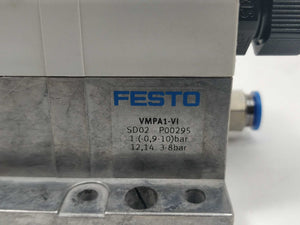 FESTO
VMPA1-VI
SD02 P00295
1 (-0,9-10)bar
12,14. 3-8bar